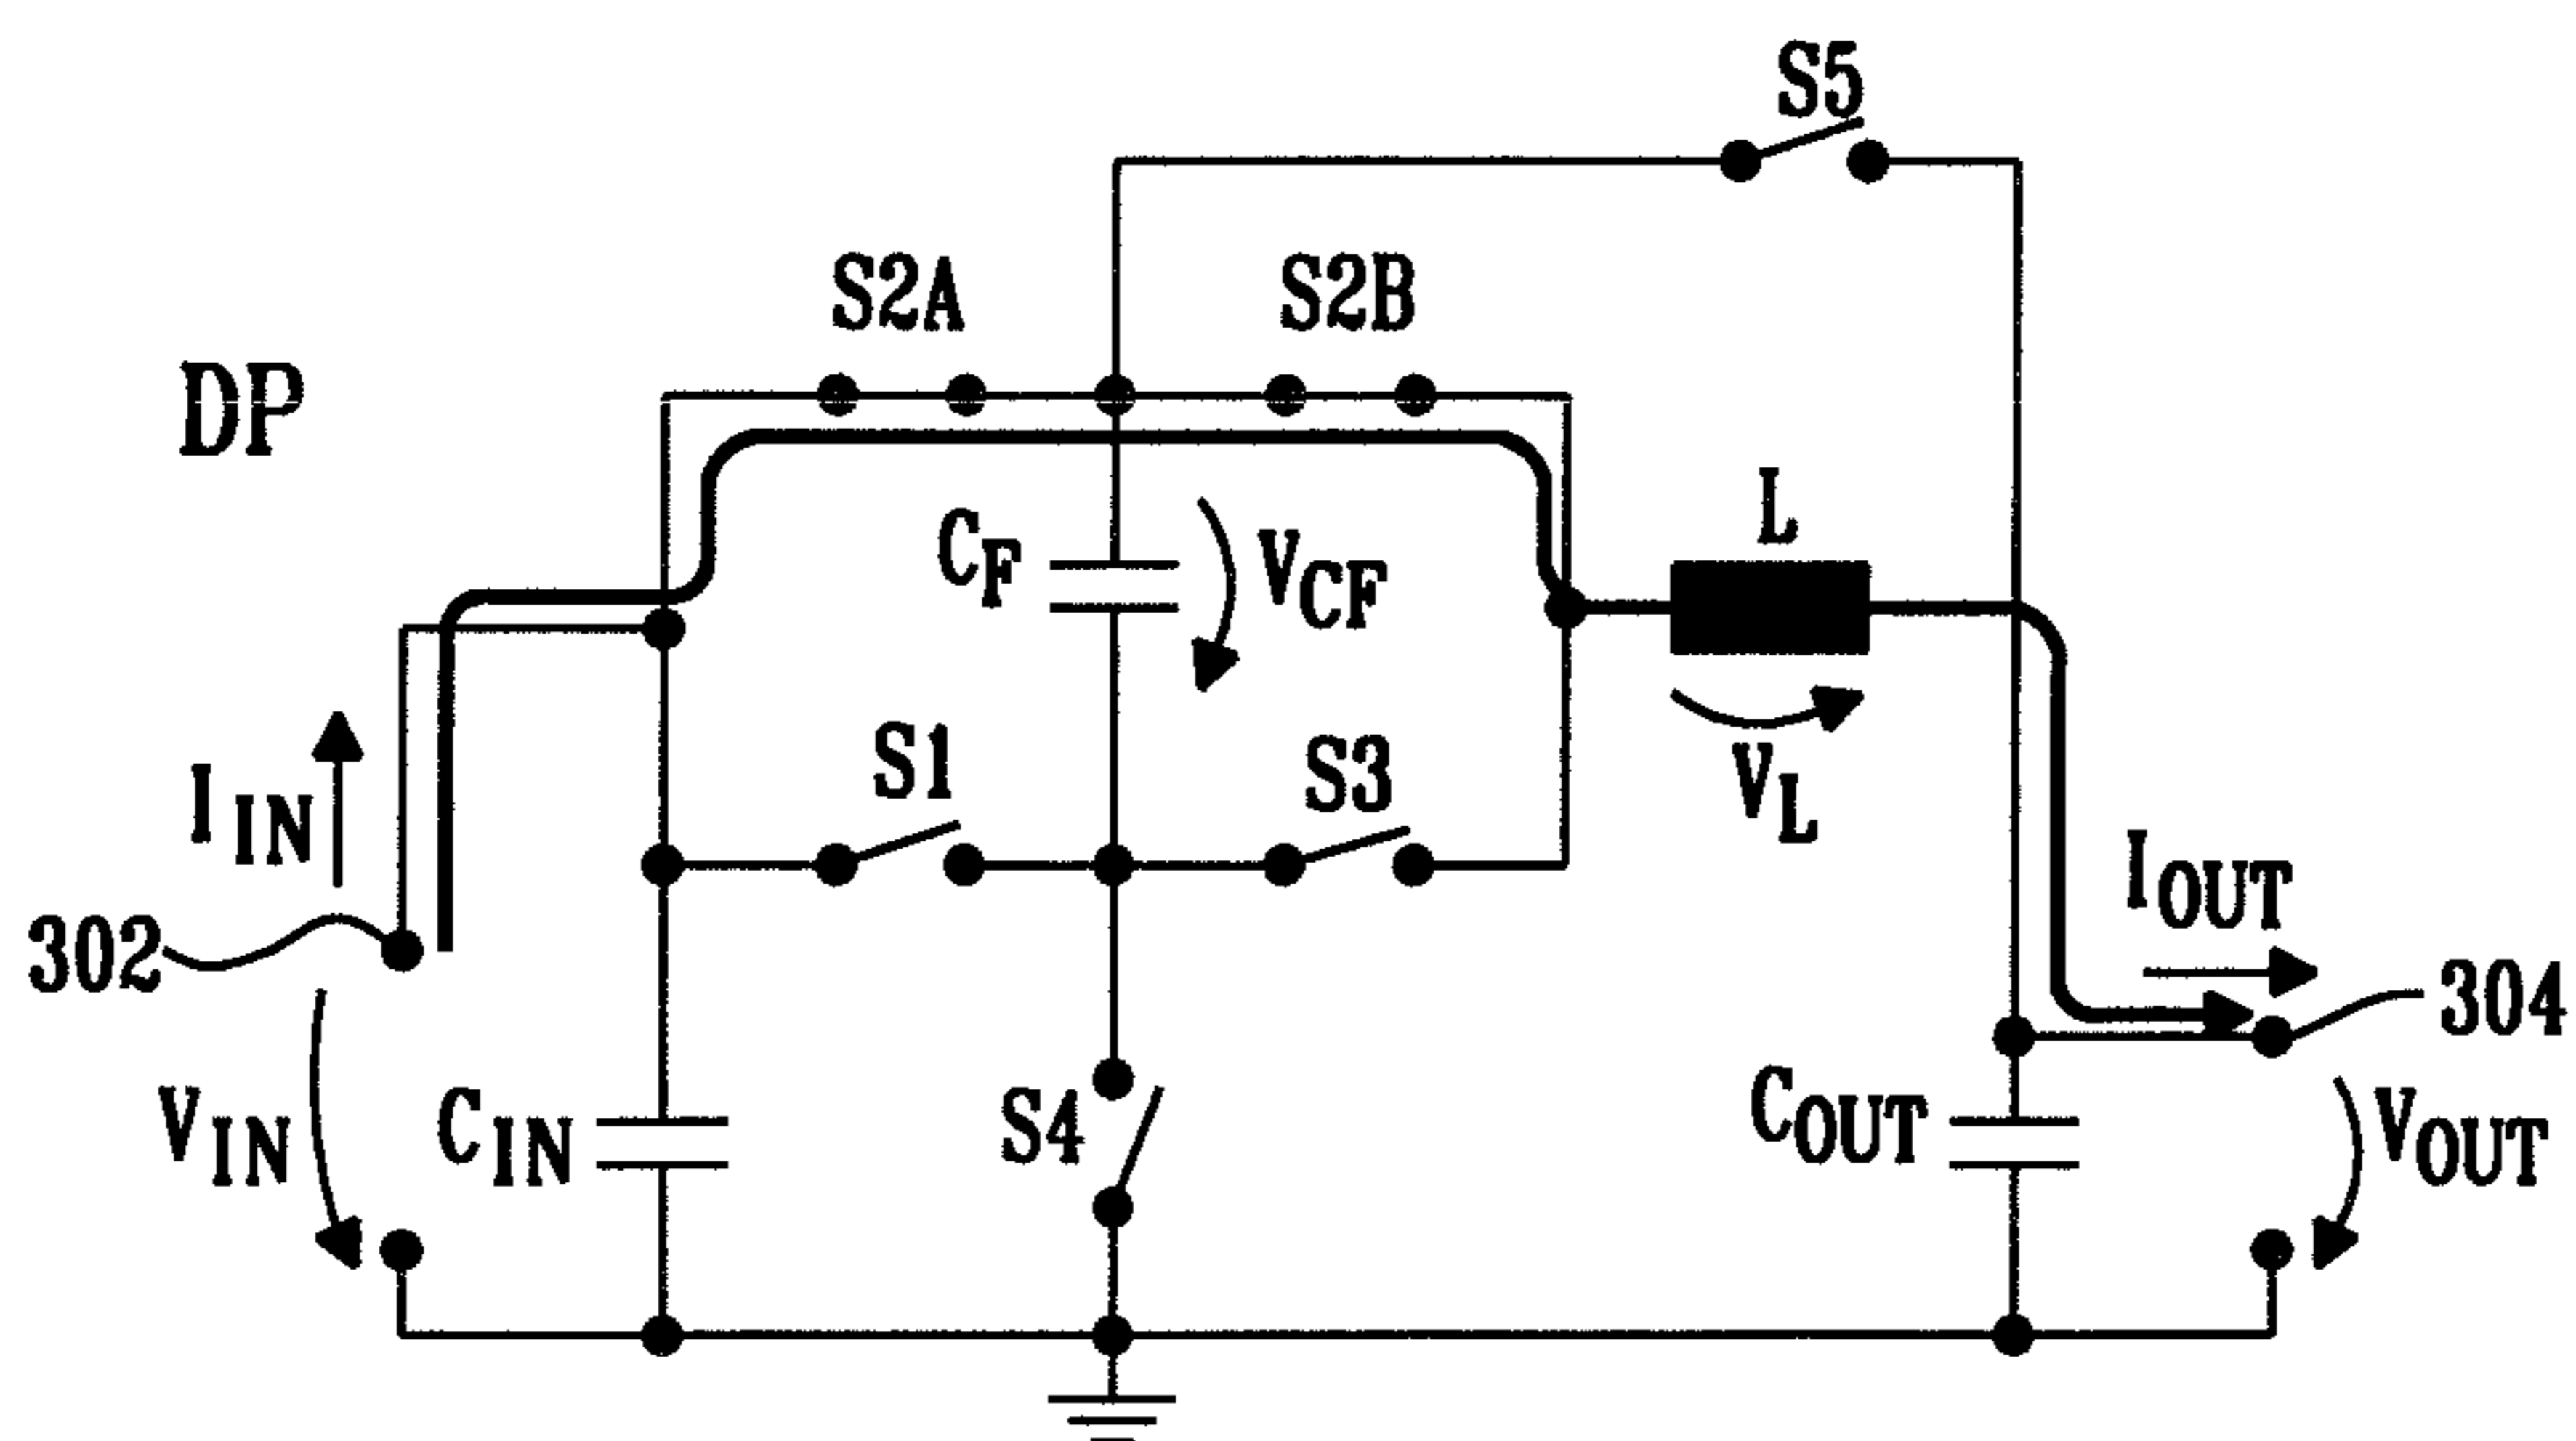 S5
S2A S2B
DP
L
CF VCF
S1 S3
VL
IIN
IOUT
302
304
VIN CIN S4 COUT VOUT